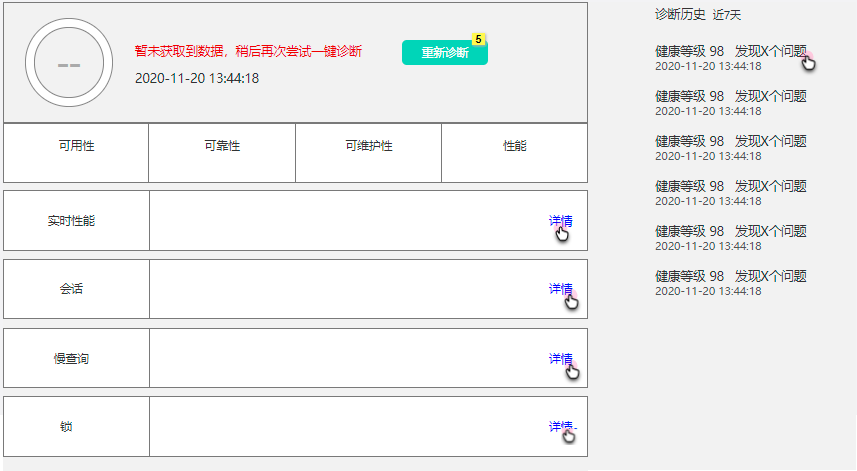 --
暂未获取到数据，稍后再次尝试一键诊断
2020-11-20 13:44:18
重新诊断
5
可用性 可靠性 可维护性 性能
实时性能 详情
会话 详情
慢查询 详情
锁 详情
诊断历史 近7天
健康等级 98 发现X个问题
2020-11-20 13:44:18
健康等级 98 发现X个问题
2020-11-20 13:44:18
健康等级 98 发现X个问题
2020-11-20 13:44:18
健康等级 98 发现X个问题
2020-11-20 13:44:18
健康等级 98 发现X个问题
2020-11-20 13:44:18
健康等级 98 发现X个问题
2020-11-20 13:44:18